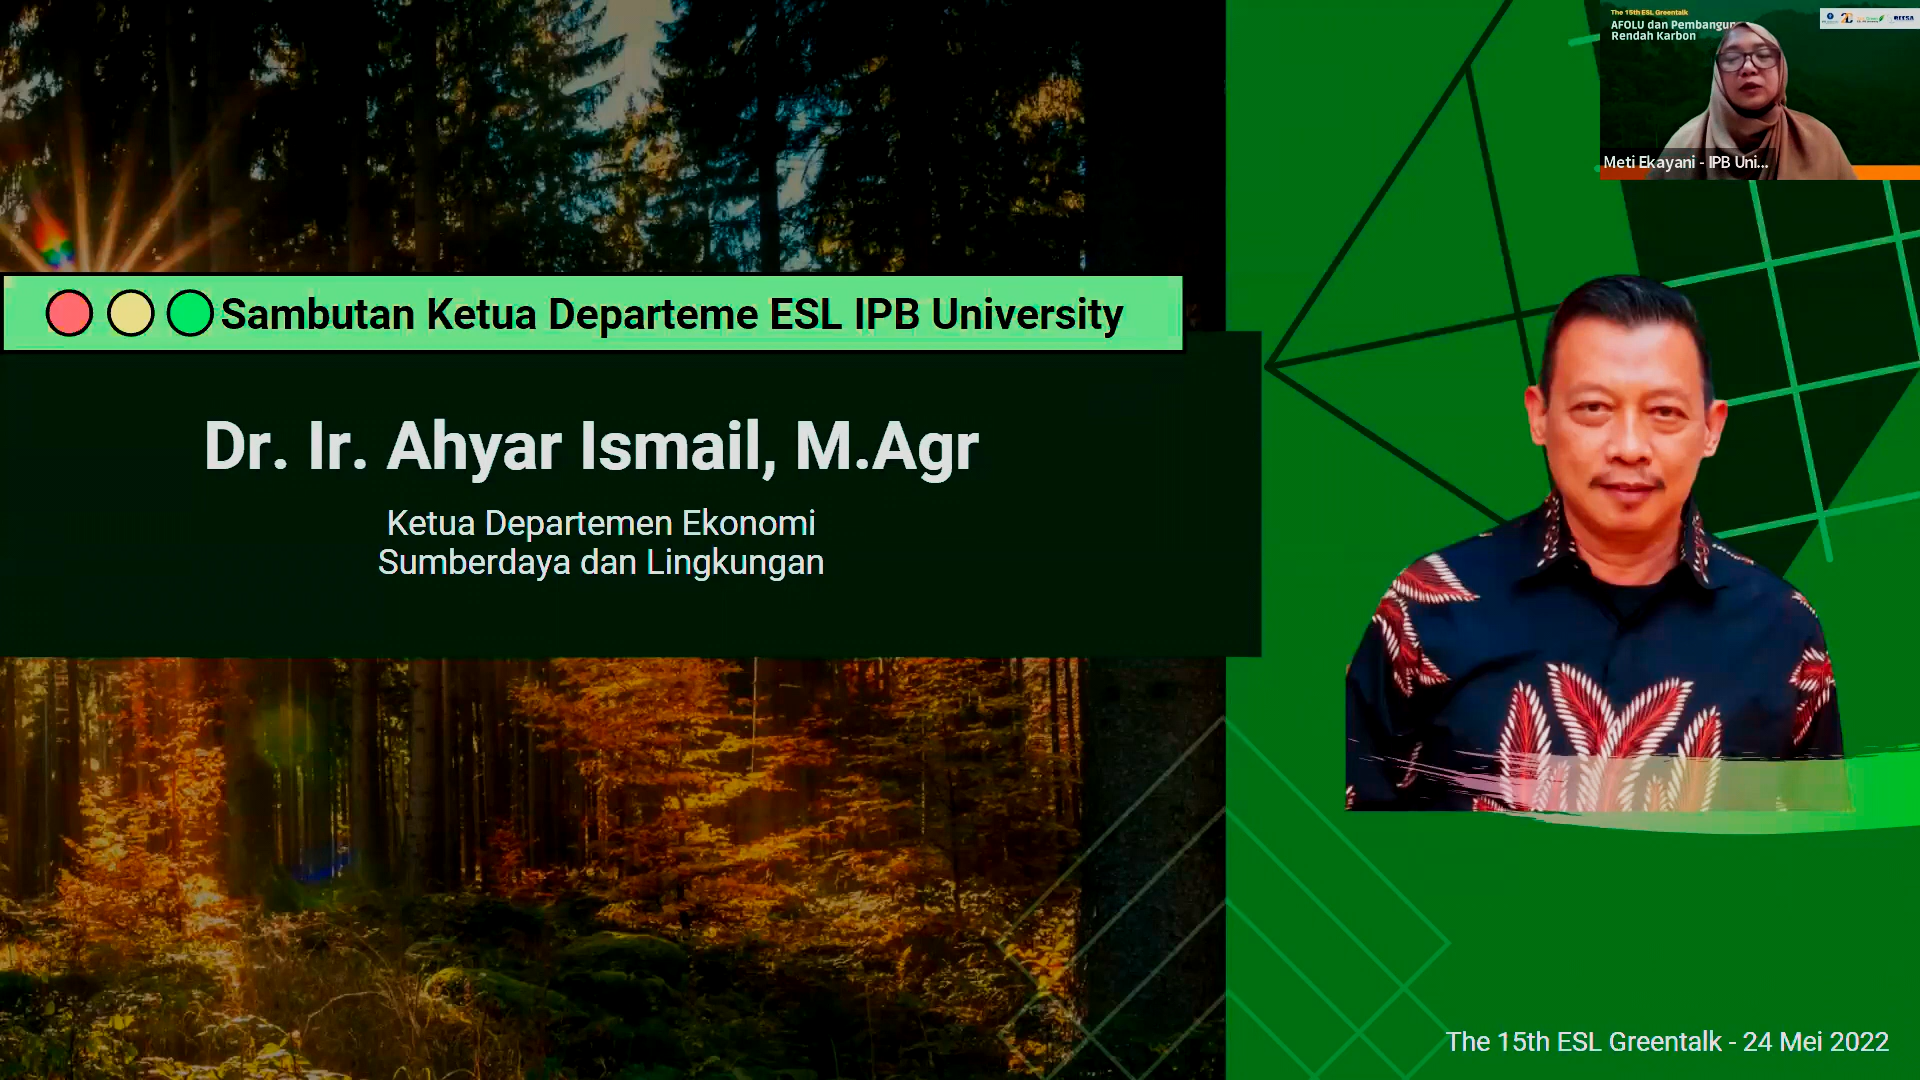 Sambutan Ketua Departeme ESL IPB University
Dr. Ir. Ahyar Ismail, M.Agr
Ketua Departemen Ekonomi
Sumberdaya dan Lingkungan
The 15th ESL Greentalk - 24 Mei 2022
The 15th ESL Greentalk
AFOLU dan Pembangun
Rendah Karbon
REESA
Meti Ekayani - IPB Uni...